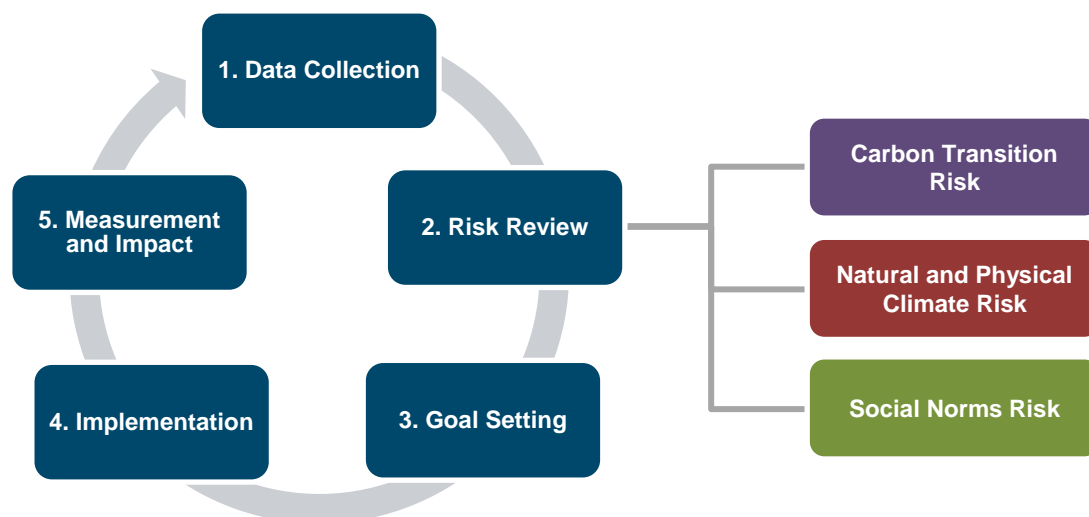 1. Data Collection
2. Risk Review
3. Goal Setting
4. Implementation
5. Measurement
and Impact
Carbon Transition
Risk
Natural and Physical
Climate Risk
Social Norms Risk